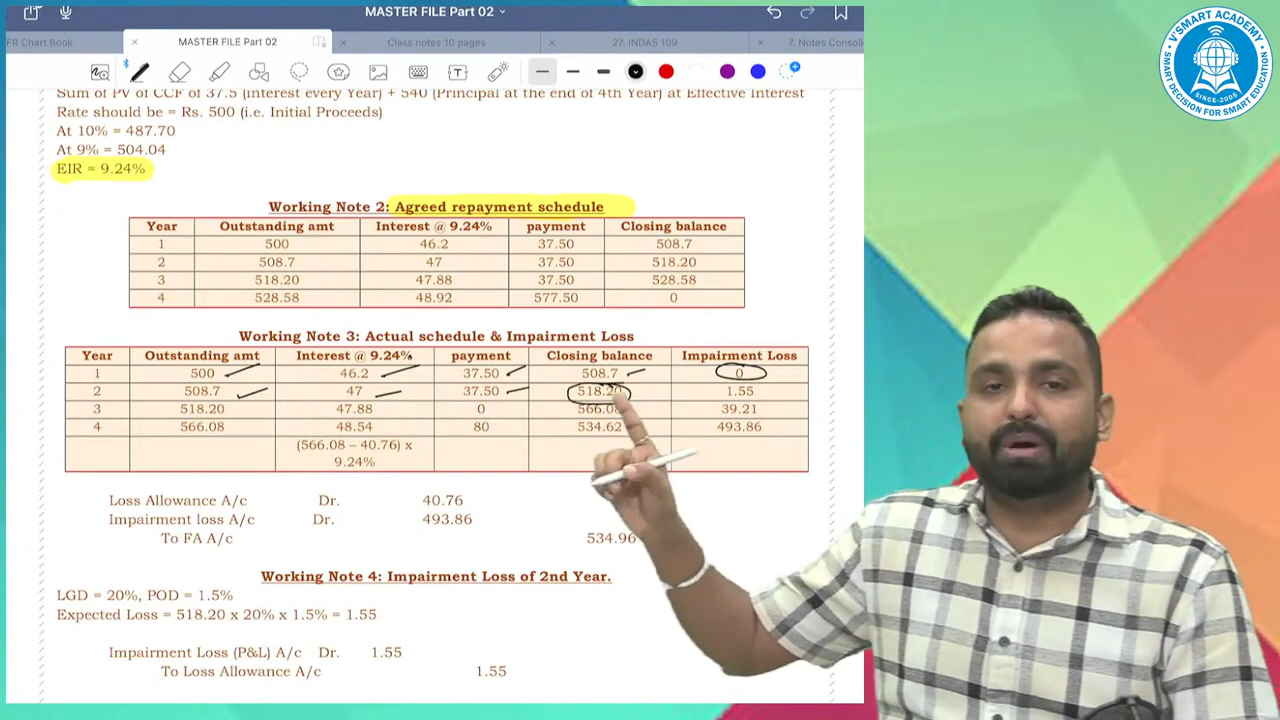 MASTER FILE Part 02
FR Chart Book
MASTER FILE Part 02
Class notes 10 pages
27. INDAS 109
7. Notes Consoli
Sum of PV of CCF of 37.5 (Interest every Year) + 540 (Principal at the end of 4th Year) at Effective Interest
Rate should be = Rs. 500 (i.e. Initial Proceeds)
At 10% = 487.70
At 9% = 504.04
EIR = 9.24%
Working Note 2: Agreed repayment schedule
Year Outstanding amt Interest @ 9.24% payment Closing balance
1 500 46.2 37.50 508.7
2 508.7 47 37.50 518.20
3 518.20 47.88 37.50 528.58
4 528.58 48.92 577.50 0
Working Note 3: Actual schedule & Impairment Loss
Year Outstanding amt Interest @ 9.24% payment Closing balance Impairment Loss
1 500 46.2 37.50 508.7 0
2 508.7 47 37.50 518.20 1.55
3 518.20 47.88 0 566.08 39.21
4 566.08 48.54 80 534.62 493.86
(566.08 – 40.76) x
9.24%
Loss Allowance A/c Dr. 40.76
Impairment loss A/c Dr. 493.86
To FA A/c 534.96
Working Note 4: Impairment Loss of 2nd Year.
LGD = 20%, POD = 1.5%
Expected Loss = 518.20 x 20% x 1.5% = 1.55
Impairment Loss (P&L) A/c Dr. 1.55
To Loss Allowance A/c 1.55
V'SMART ACADEMY
SINCE-2005
SMART DECISION FOR SMART EDUCATION